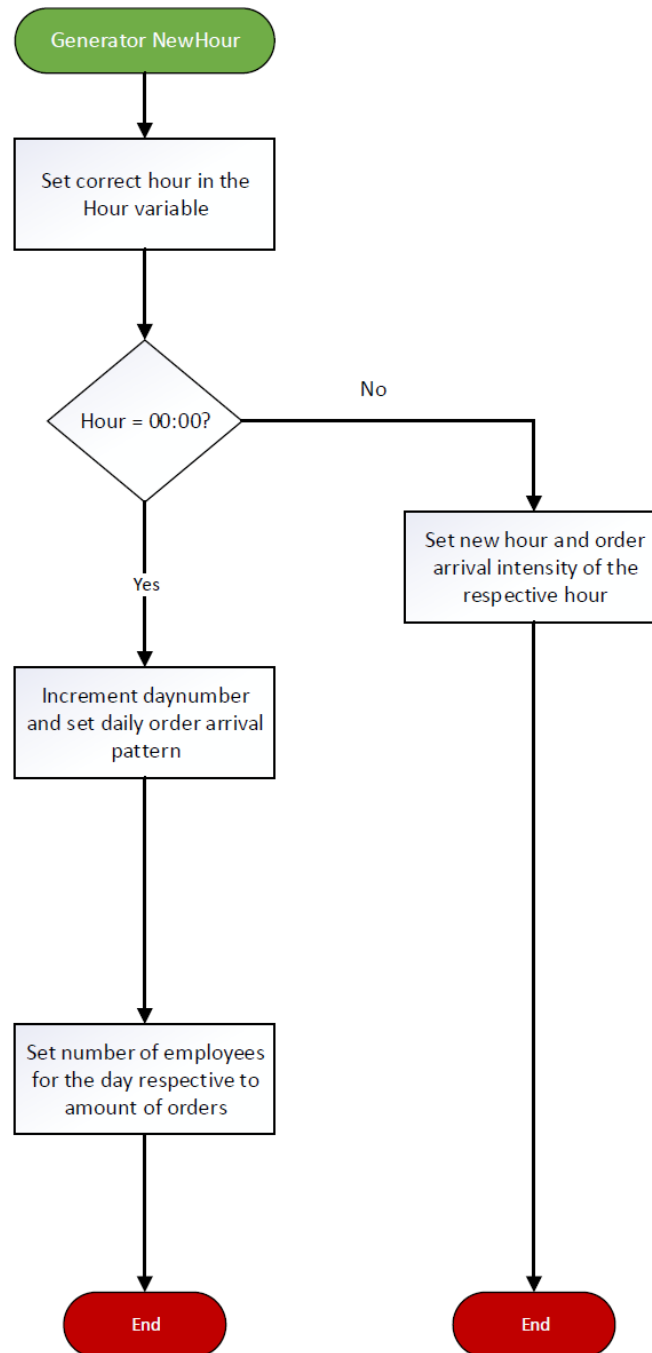 Generator NewHour
Set correct hour in the
Hour variable
Hour = 00:00?
No
Set new hour and order
arrival intensity of the
respective hour
Yes
Increment daynumber
and set daily order arrival
pattern
Set number of employees
for the day respective to
amount of orders
End
End